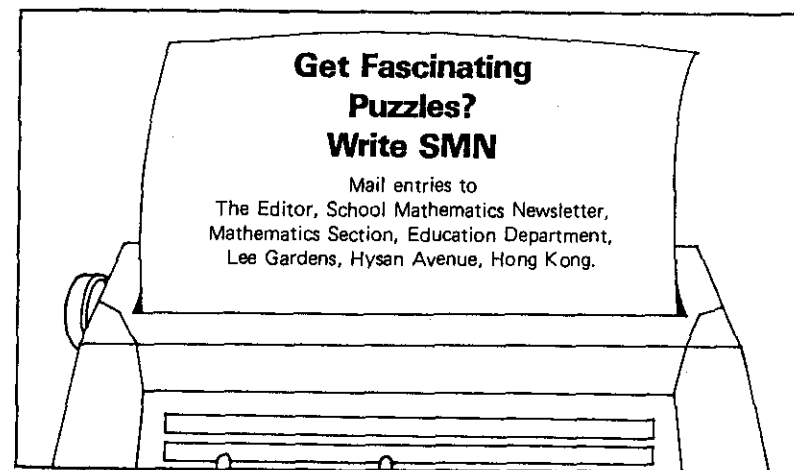 Get Fascinating
Puzzles?
Write SMN
Mail entries to
The Editor, School Mathematics Newsletter,
Mathematics Section, Education Department,
Lee Gardens, Hysan Avenue, Hong Kong.